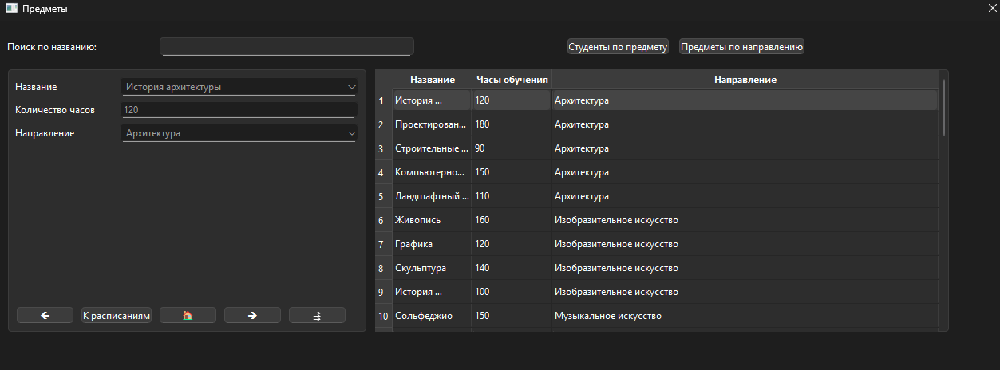 Предметы
Поиск по названию:
Студенты по предмету
Предметы по направлению
Название История архитектуры
Количество часов 120
Направление Архитектура
К расписаниям
Название Часы обучения Направление
1 История ... 120 Архитектура
2 Проектирован... 180 Архитектура
3 Строительные ... 90 Архитектура
4 Компьютерно... 150 Архитектура
5 Ландшафтный ... 110 Архитектура
6 Живопись 160 Изобразительное искусство
7 Графика 120 Изобразительное искусство
8 Скульптура 140 Изобразительное искусство
9 История ... 100 Изобразительное искусство
10 Сольфеджио 150 Музыкальное искусство